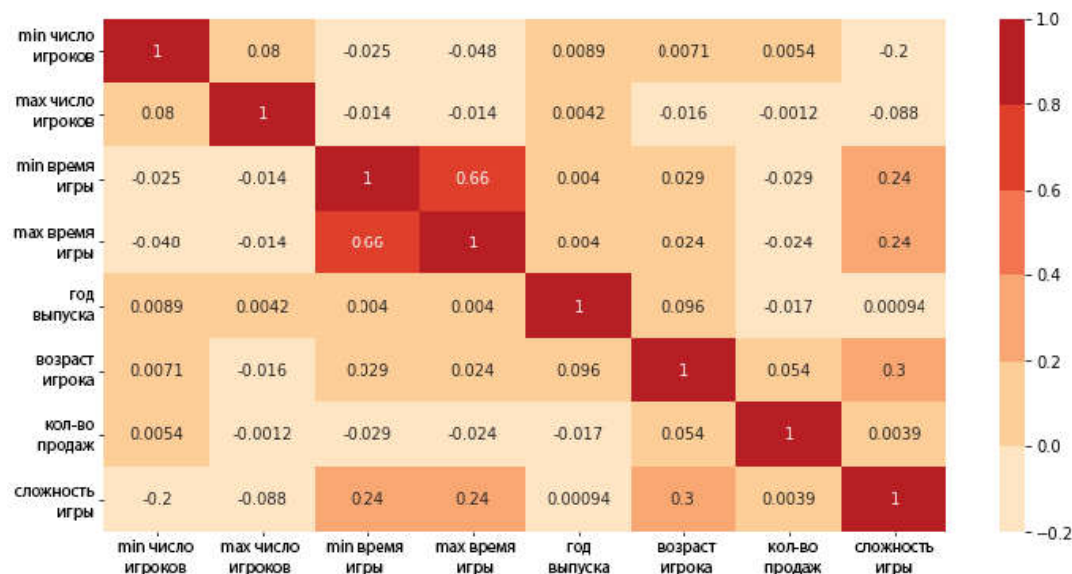 min число
игроков
1 0.08 -0.025 -0.048 0.0089 0.0071 0.0054 -0.2
max число
игроков
0.08 1 -0.014 -0.014 0.0042 -0.016 -0.0012 -0.088
min время
игры
-0.025 -0.014 1 0.66 0.004 0.029 -0.029 0.24
max время
игры
-0.048 -0.014 0.66 1 0.004 0.024 -0.024 0.24
год
выпуска
0.0089 0.0042 0.004 0.004 1 0.096 -0.017 0.00094
возраст
игрока
0.0071 -0.016 0.029 0.024 0.096 1 0.054 0.3
кол-во
продаж
0.0054 -0.0012 -0.029 -0.024 -0.017 0.054 1 0.0039
сложность
игры
-0.2 -0.088 0.24 0.24 0.00094 0.3 0.0039 1
min число max число min время max время год возраст кол-во сложность
игроков игроков игры игры выпуска игрока продаж игры
1.0
0.8
0.6
0.4
0.2
0.0
−0.2